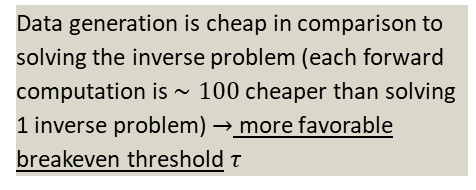 Data generation is cheap in comparison to
solving the inverse problem (each forward
computation is ~ 100 cheaper than solving
1 inverse problem) → more favorable
breakeven threshold τ